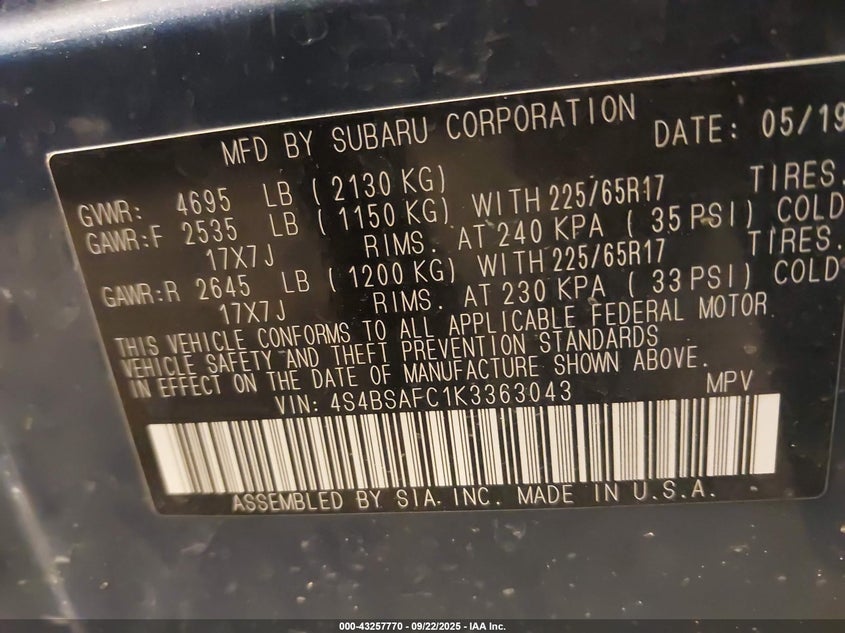 MFD BY SUBARU CORPORATION DATE: 05/19
GVWR: 4695 LB ( 2130 KG)
GAWR:F 2535 LB ( 1150 KG) WITH 225/65R17 TIRES.
17X7J RIMS. AT 240 KPA ( 35 PSI) COLD
GAWR:R 2645 LB ( 1200 KG) WITH 225/65R17 TIRES.
17X7J RIMS. AT 230 KPA ( 33 PSI) COLD
THIS VEHICLE CONFORMS TO ALL APPLICABLE FEDERAL MOTOR
VEHICLE SAFETY AND THEFT PREVENTION STANDARDS
IN EFFECT ON THE DATE OF MANUFACTURE SHOWN ABOVE.
VIN: 4S4BSAFC1K3363043 MPV
ASSEMBLED BY SIA. INC. MADE IN U.S.A.
000-43257770 - 09/22/2025 - IAA Inc.